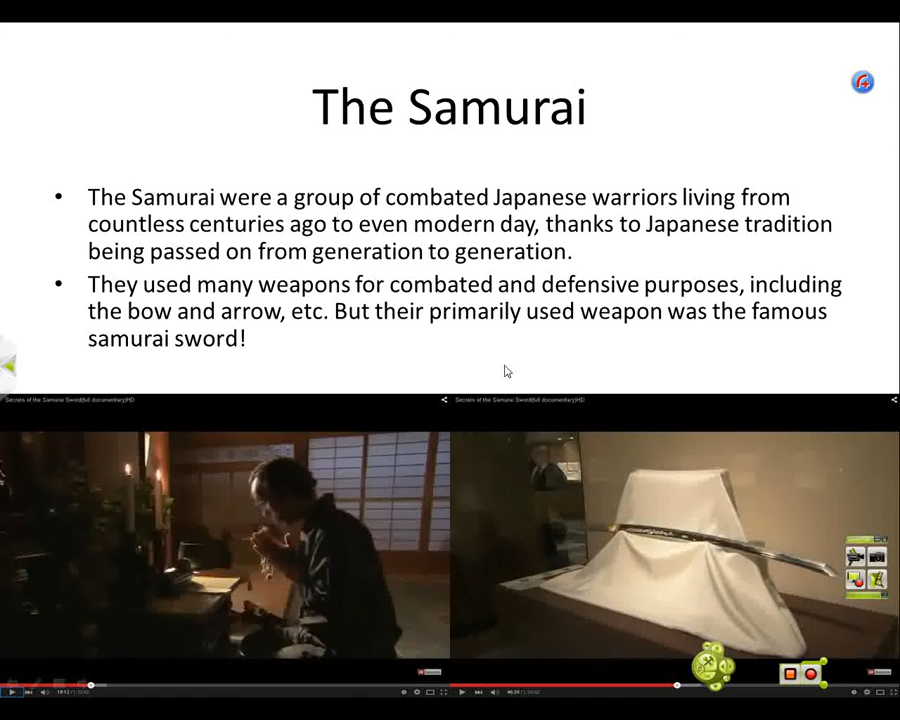 The Samurai
• The Samurai were a group of combated Japanese warriors living from
countless centuries ago to even modern day, thanks to Japanese tradition
being passed on from generation to generation.
• They used many weapons for combated and defensive purposes, including
the bow and arrow, etc. But their primarily used weapon was the famous
samurai sword!
Secrets of the Samurai Sword(full documentary)HD
Secrets of the Samurai Sword(full documentary)HD